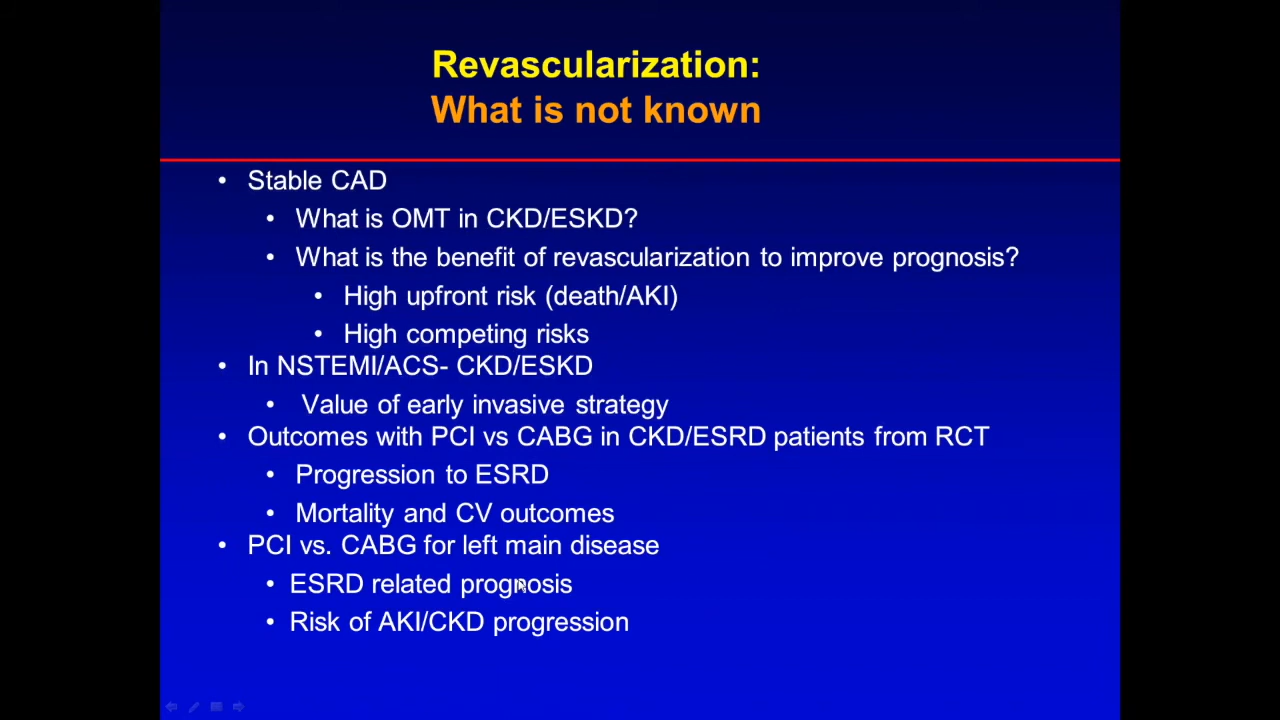 Revascularization:
What is not known
• Stable CAD
• What is OMT in CKD/ESKD?
• What is the benefit of revascularization to improve prognosis?
• High upfront risk (death/AKI)
• High competing risks
• In NSTEMI/ACS- CKD/ESKD
• Value of early invasive strategy
• Outcomes with PCI vs CABG in CKD/ESRD patients from RCT
• Progression to ESRD
• Mortality and CV outcomes
• PCI vs. CABG for left main disease
• ESRD related prognosis
• Risk of AKI/CKD progression